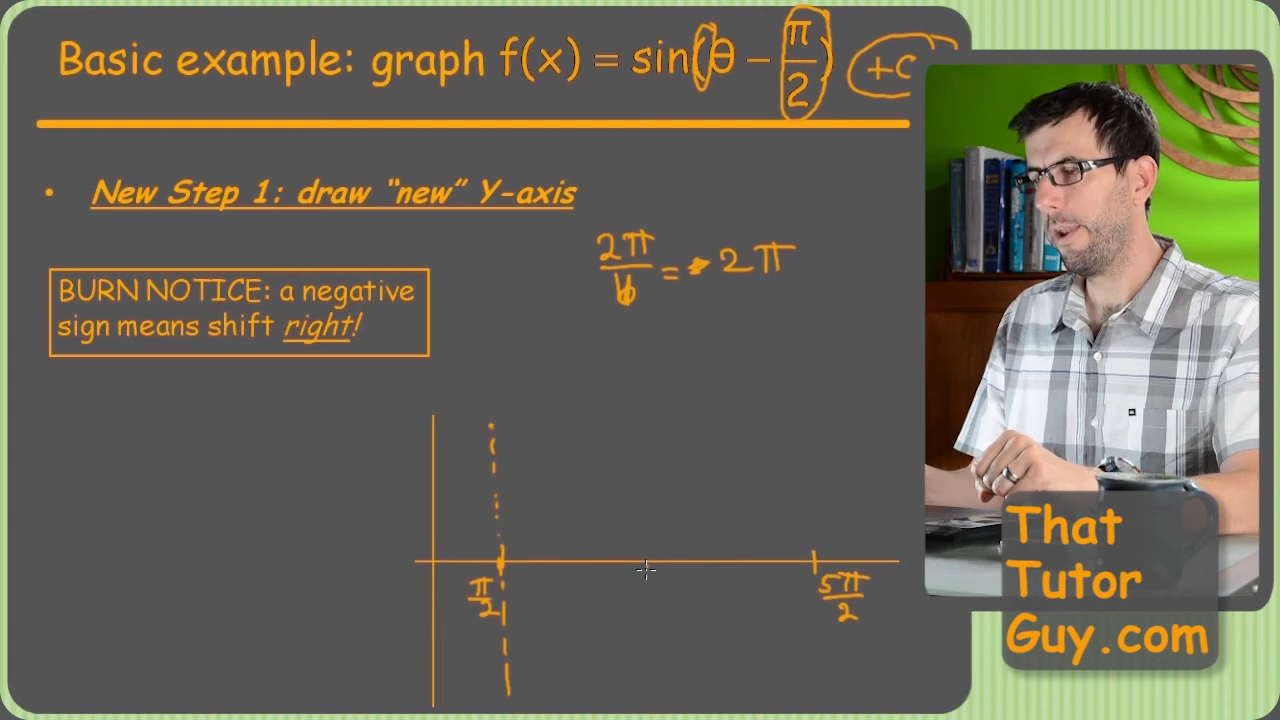 Basic example: graph f(x) = sin(θ − π/2) +C
• New Step 1: draw “new” Y-axis
2π/b = 2π
BURN NOTICE: a negative
sign means shift right!
π/2
5π/2
That
Tutor
Guy.com